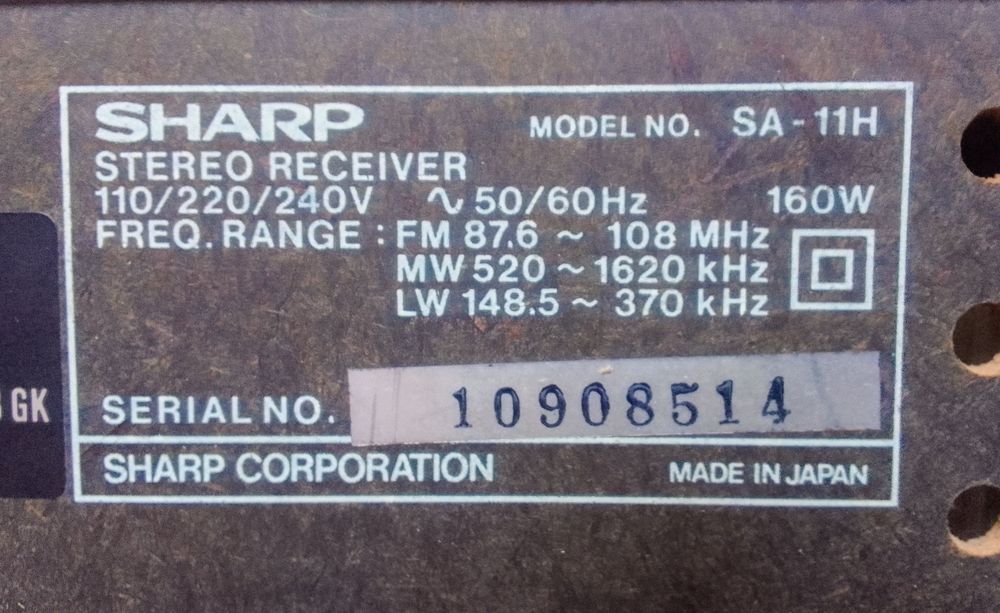 SHARP MODEL NO. SA-11H
STEREO RECEIVER
110/220/240V ∿ 50/60Hz 160W
FREQ. RANGE : FM 87.6 ~ 108 MHz
MW 520 ~ 1620 kHz
LW 148.5 ~ 370 kHz
GK
SERIAL NO. 10908514
SHARP CORPORATION MADE IN JAPAN